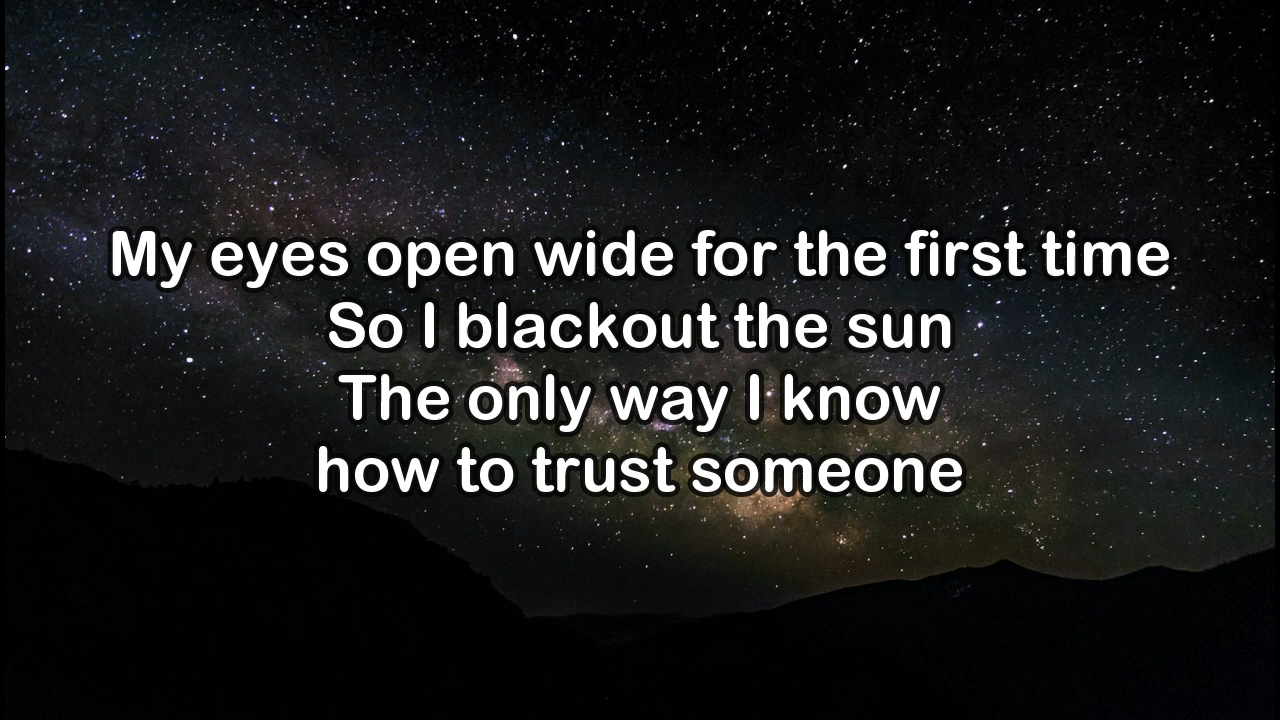 My eyes open wide for the first time
So I blackout the sun
The only way I know
how to trust someone